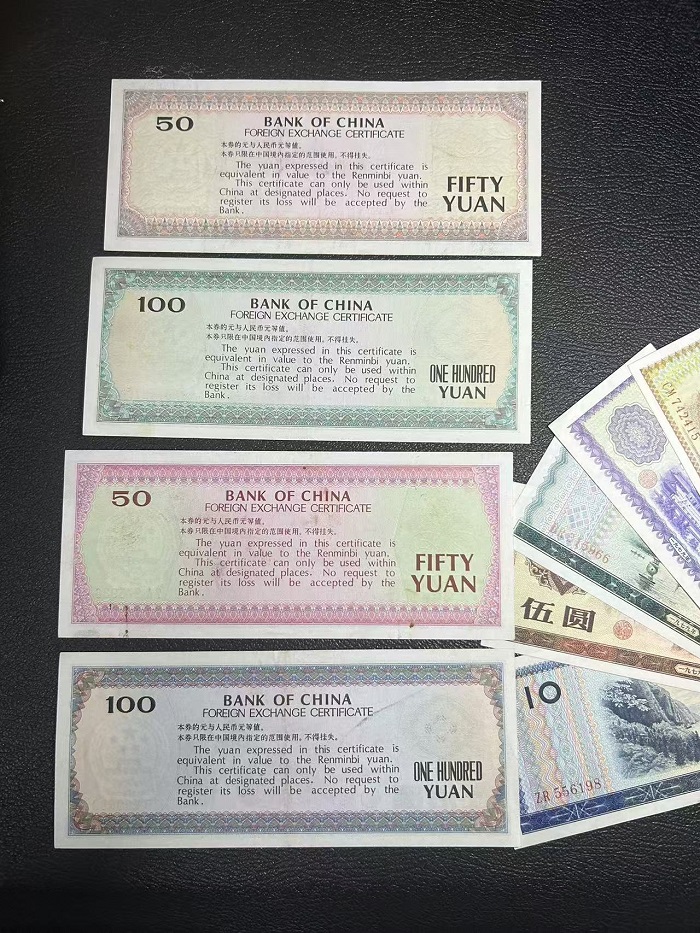 50
BANK OF CHINA
FOREIGN EXCHANGE CERTIFICATE
本券的元与人民币元等值。
本券只限在中国境内指定的范围使用，不得挂失。
The yuan expressed in this certificate is
equivalent in value to the Renminbi yuan.
This certificate can only be used within
China at designated places. No request to
register its loss will be accepted by the
Bank.
FIFTY
YUAN
100
BANK OF CHINA
FOREIGN EXCHANGE CERTIFICATE
本券的元与人民币元等值。
本券只限在中国境内指定的范围使用，不得挂失。
The yuan expressed in this certificate is
equivalent in value to the Renminbi yuan.
This certificate can only be used within
China at designated places. No request to
register its loss will be accepted by the
Bank.
ONE HUNDRED
YUAN
50
BANK OF CHINA
FOREIGN EXCHANGE CERTIFICATE
本券的元与人民币元等值。
本券只限在中国境内指定的范围使用，不得挂失。
The yuan expressed in this certificate is
equivalent in value to the Renminbi yuan.
This certificate can only be used within
China at designated places. No request to
register its loss will be accepted by the
Bank.
FIFTY
YUAN
100
BANK OF CHINA
FOREIGN EXCHANGE CERTIFICATE
本券的元与人民币元等值。
本券只限在中国境内指定的范围使用，不得挂失。
The yuan expressed in this certificate is
equivalent in value to the Renminbi yuan.
This certificate can only be used within
China at designated places. No request to
register its loss will be accepted by the
Bank.
ONE HUNDRED
YUAN
一九七九年
伍圆
10
ZR 556198